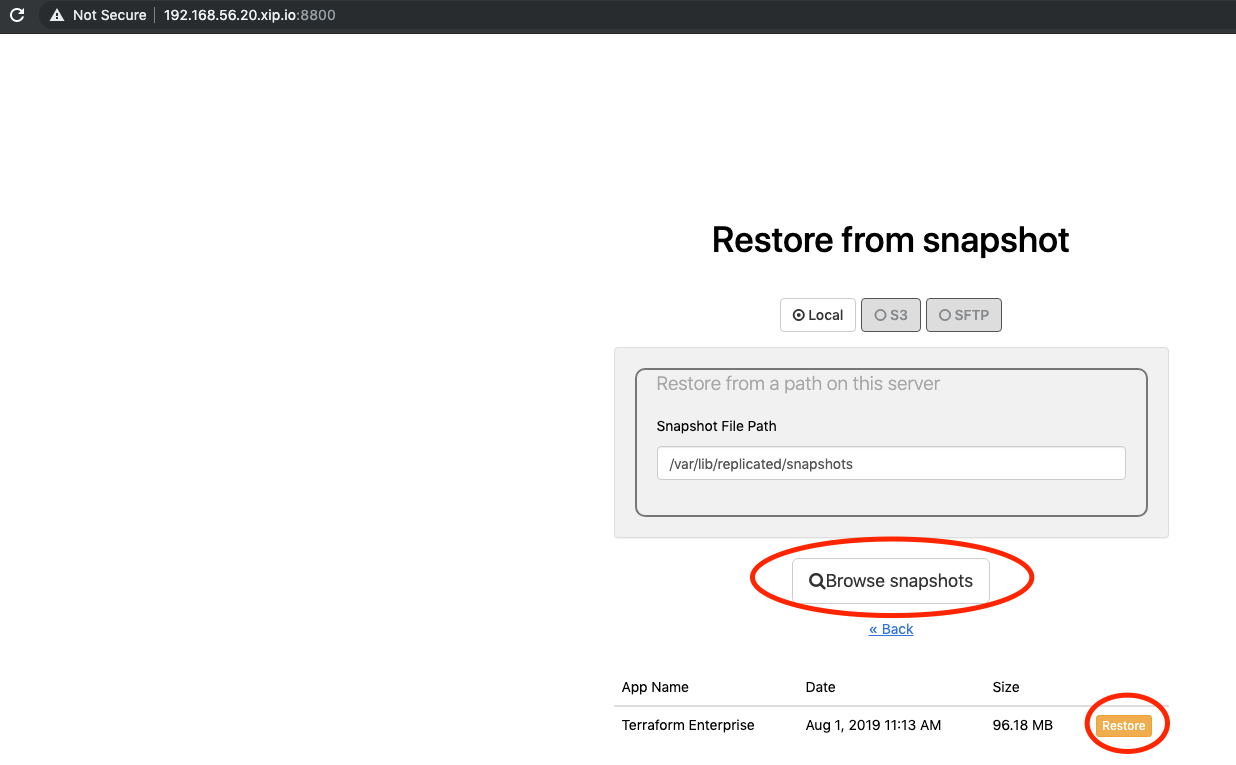 Not Secure 192.168.56.20.xip.io:8800
Restore from snapshot
Local S3 SFTP
Restore from a path on this server
Snapshot File Path
/var/lib/replicated/snapshots
Browse snapshots
« Back
App Name Date Size
Terraform Enterprise Aug 1, 2019 11:13 AM 96.18 MB Restore